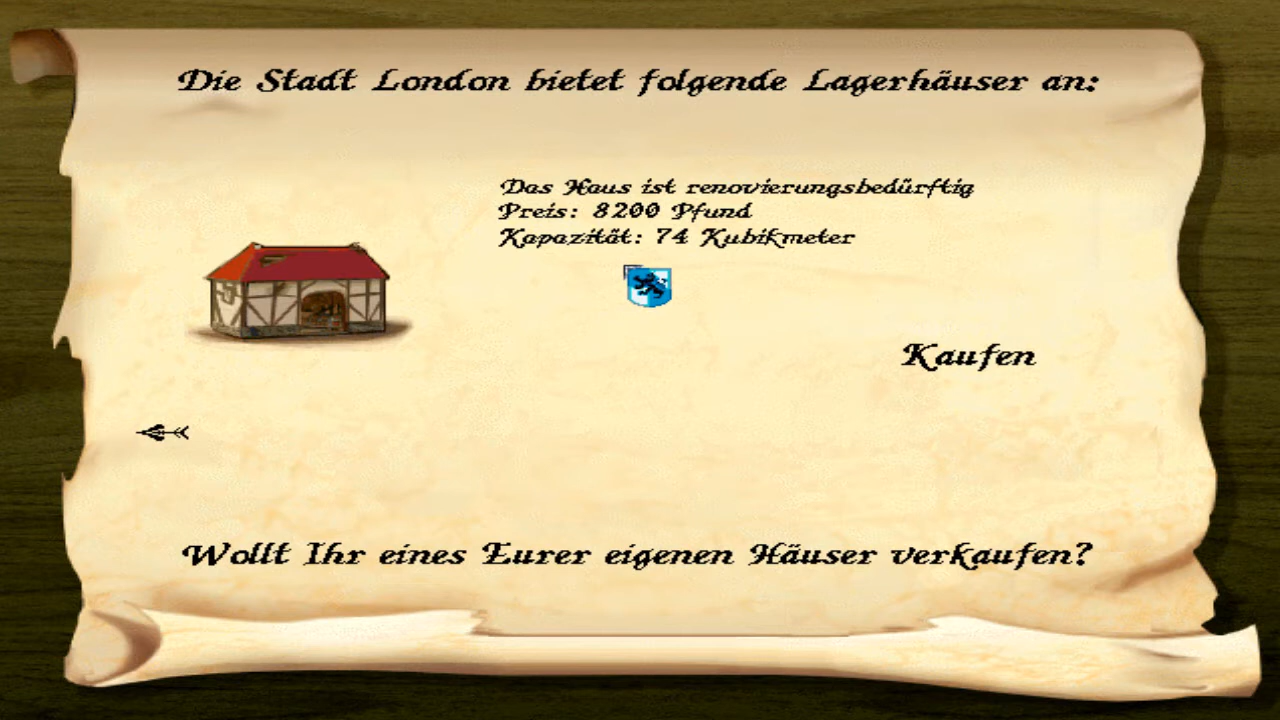 Die Stadt London bietet folgende Lagerhäuser an:
Das Haus ist renovierungsbedürftig
Preis: 8200 Pfund
Kapazität: 74 Kubikmeter
Kaufen
Wollt Ihr eines Eurer eigenen Häuser verkaufen?